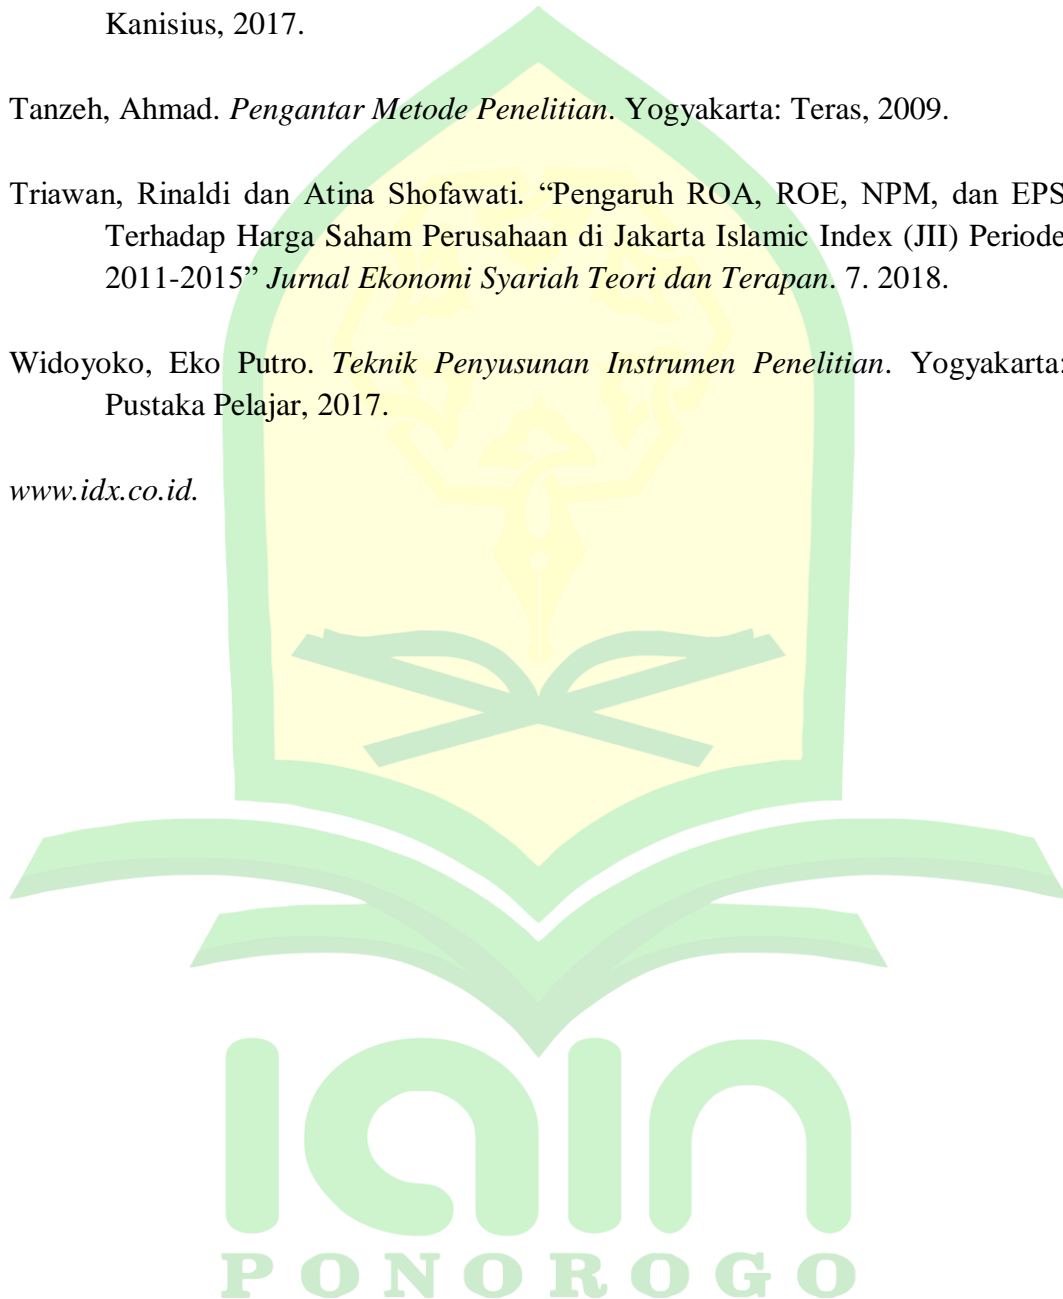 Kanisius, 2017.
Tanzeh, Ahmad. Pengantar Metode Penelitian. Yogyakarta: Teras, 2009.
Triawan, Rinaldi dan Atina Shofawati. “Pengaruh ROA, ROE, NPM, dan EPS
Terhadap Harga Saham Perusahaan di Jakarta Islamic Index (JII) Periode
2011-2015” Jurnal Ekonomi Syariah Teori dan Terapan. 7. 2018.
Widoyoko, Eko Putro. Teknik Penyusunan Instrumen Penelitian. Yogyakarta:
Pustaka Pelajar, 2017.
www.idx.co.id.
iain
PONOROGO